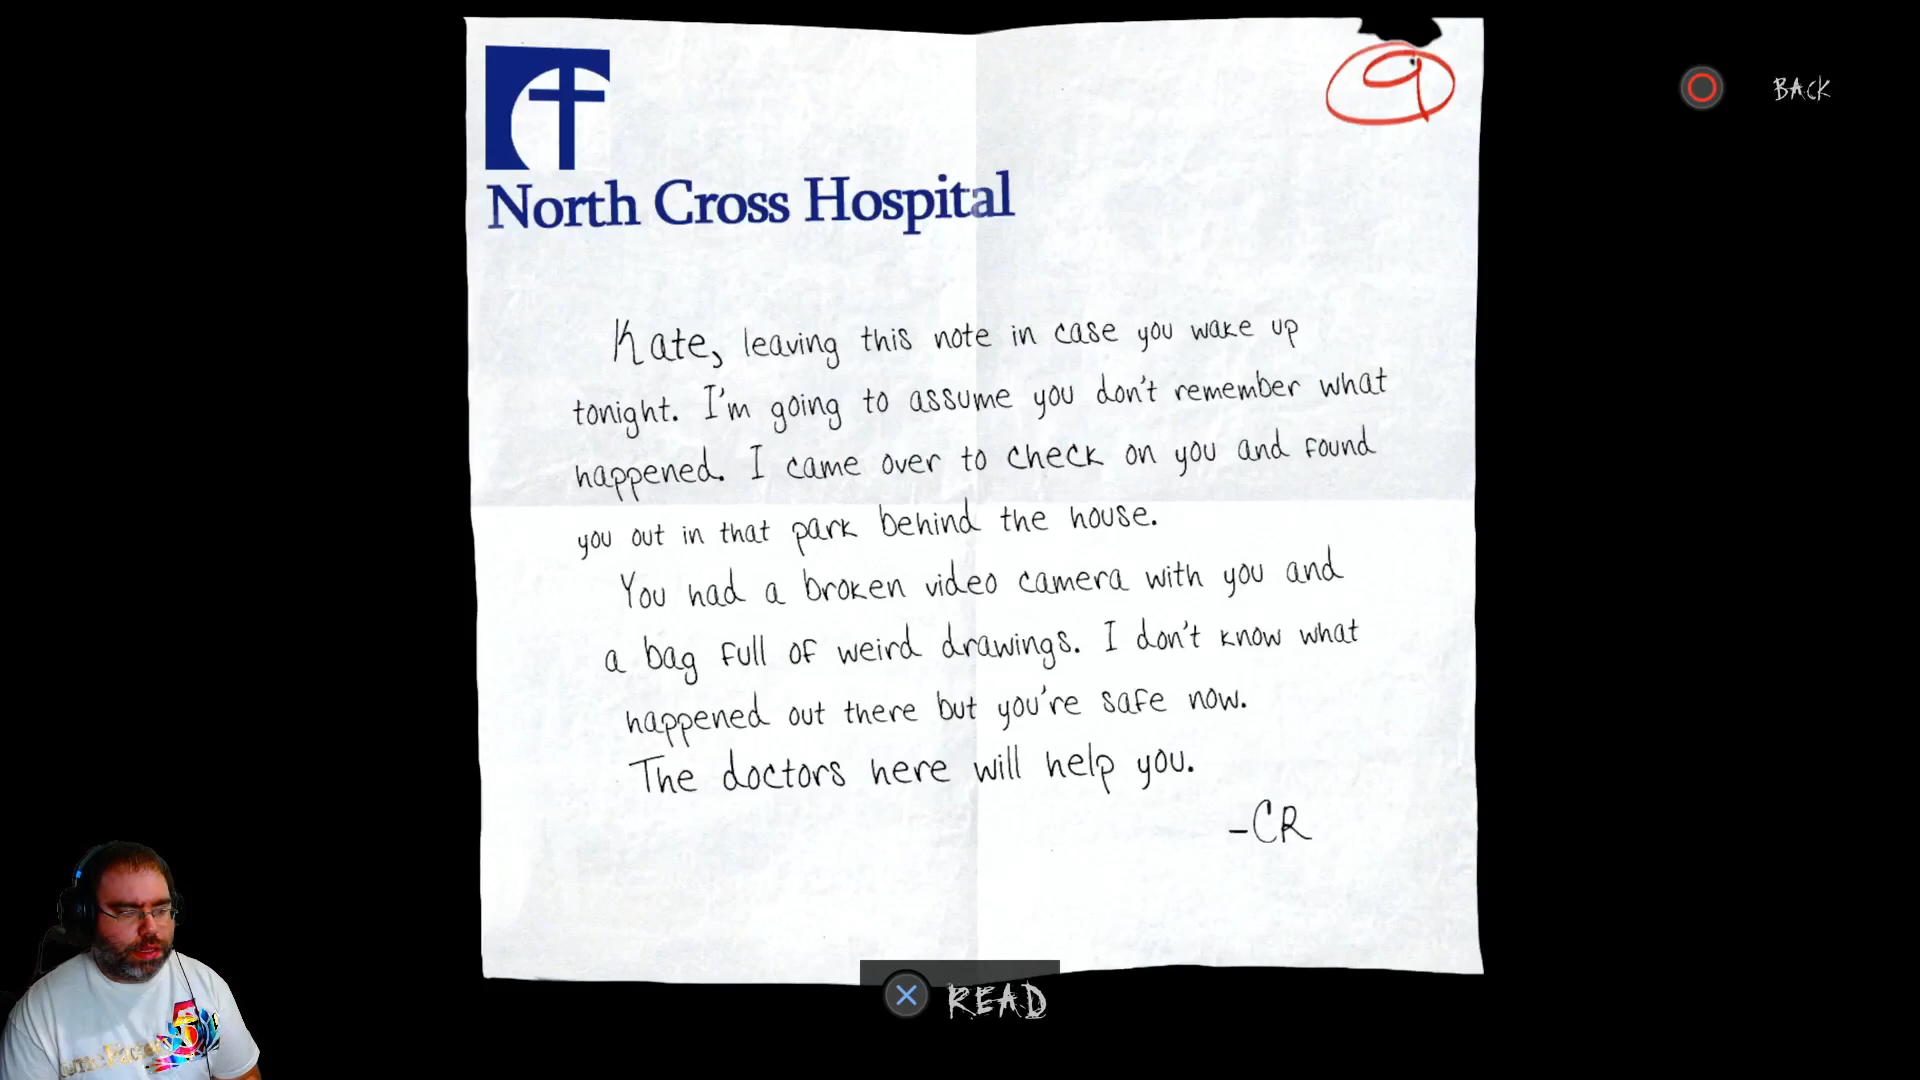 9
BACK
North Cross Hospital
Kate, leaving this note in case you wake up
tonight. I'm going to assume you don't remember what
happened. I came over to check on you and found
you out in that park behind the house.
You had a broken video camera with you and
a bag full of weird drawings. I don't know what
happened out there but you're safe now.
The doctors here will help you.
-CR
READ